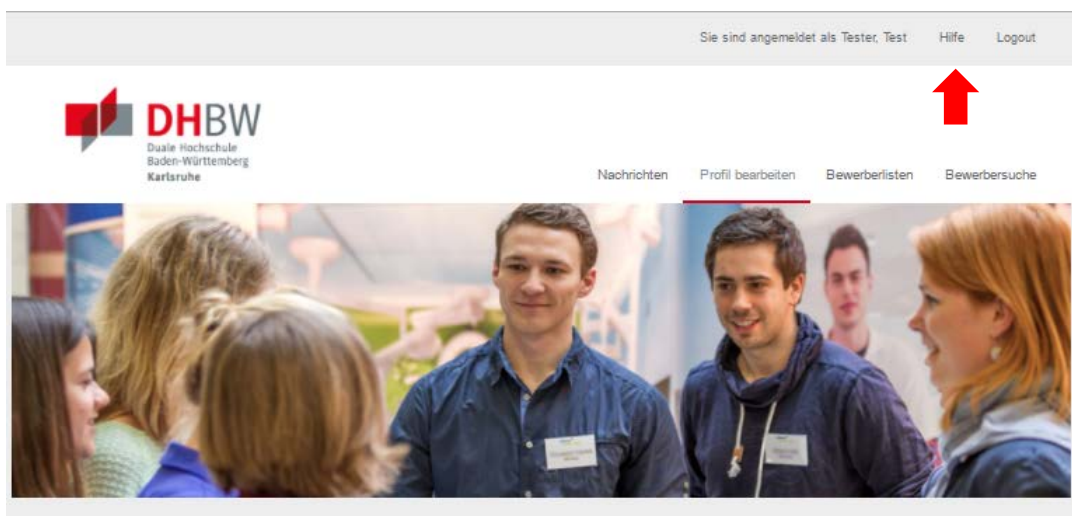 Sie sind angemeldet als Tester, Test Hilfe Logout
DHBW
Duale Hochschule
Baden-Württemberg
Karlsruhe
Nachrichten Profil bearbeiten Bewerberlisten Bewerbersuche